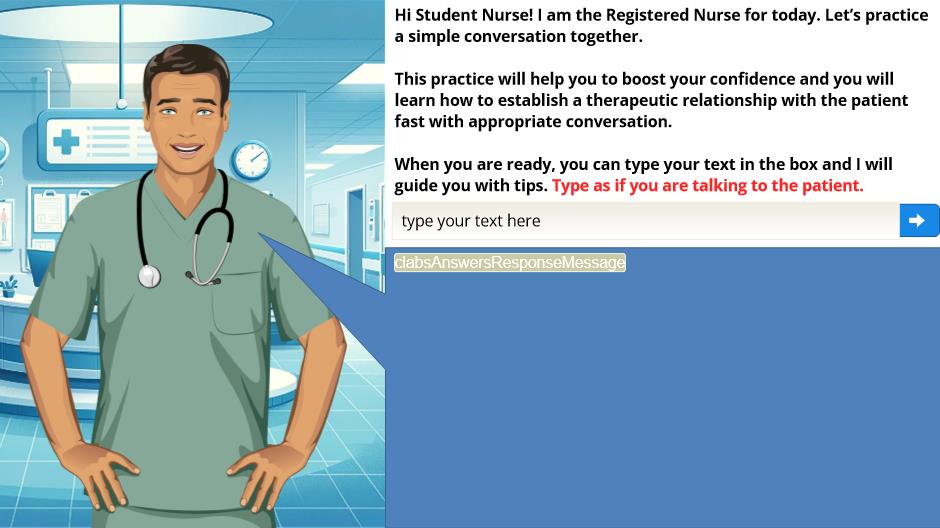 Hi Student Nurse! I am the Registered Nurse for today. Let’s practice
a simple conversation together.
This practice will help you to boost your confidence and you will
learn how to establish a therapeutic relationship with the patient
fast with appropriate conversation.
When you are ready, you can type your text in the box and I will
guide you with tips. Type as if you are talking to the patient.
type your text here
clabsAnswersResponseMessage